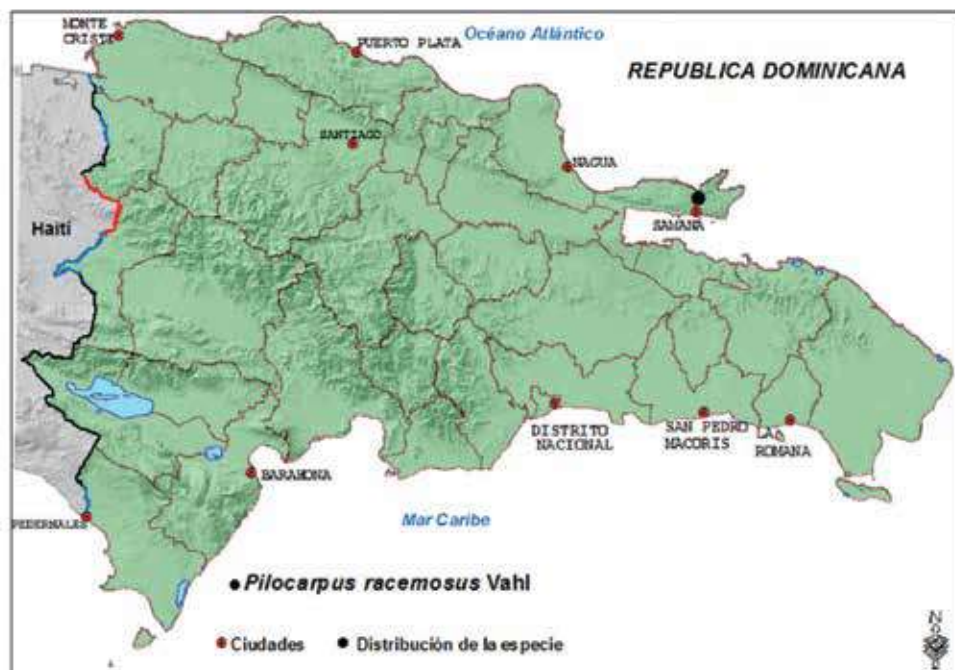 MONTE
CRISTI
PUERTO PLATA
Océano Atlántico
REPUBLICA DOMINICANA
SANTIAGO
NAGUA
Haití
SAMANA
DISTRITO
NACIONAL
SAN PEDRO
MACORIS
LA
ROMANA
BARAHONA
PEDERNALES
Mar Caribe
Pilocarpus racemosus Vahl
Ciudades
Distribución de la especie
N